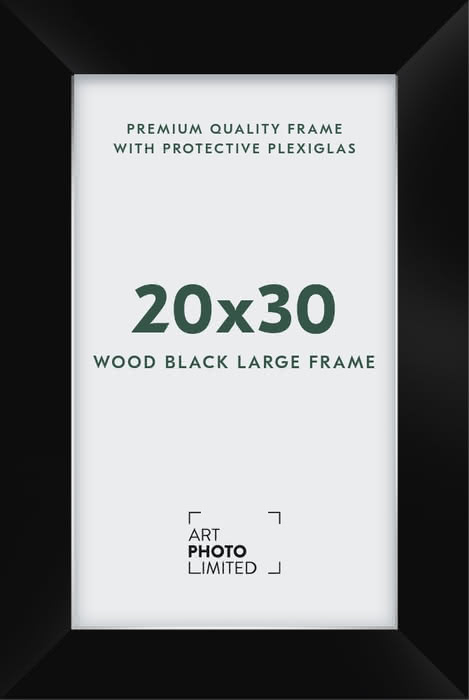 PREMIUM QUALITY FRAME
WITH PROTECTIVE PLEXIGLAS
20x30
WOOD BLACK LARGE FRAME
ART
PHOTO
LIMITED